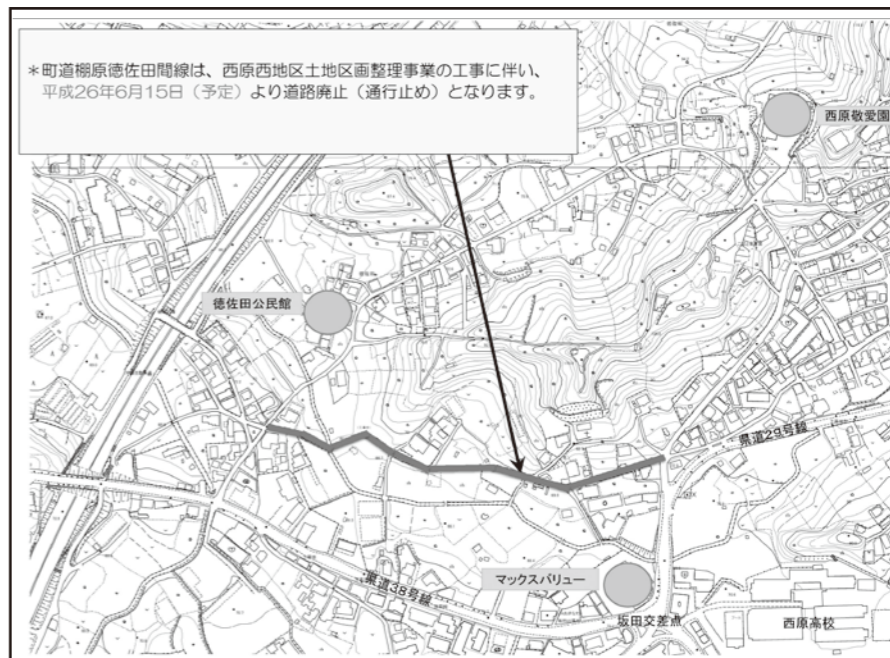 ＊町道棚原徳佐田間線は、西原西地区土地区画整理事業の工事に伴い、
平成26年6月15日（予定）より道路廃止（通行止め）となります。
西原敬愛園
徳佐田公民館
県道29号線
マックスバリュー
県道38号線
坂田交差点
西原高校